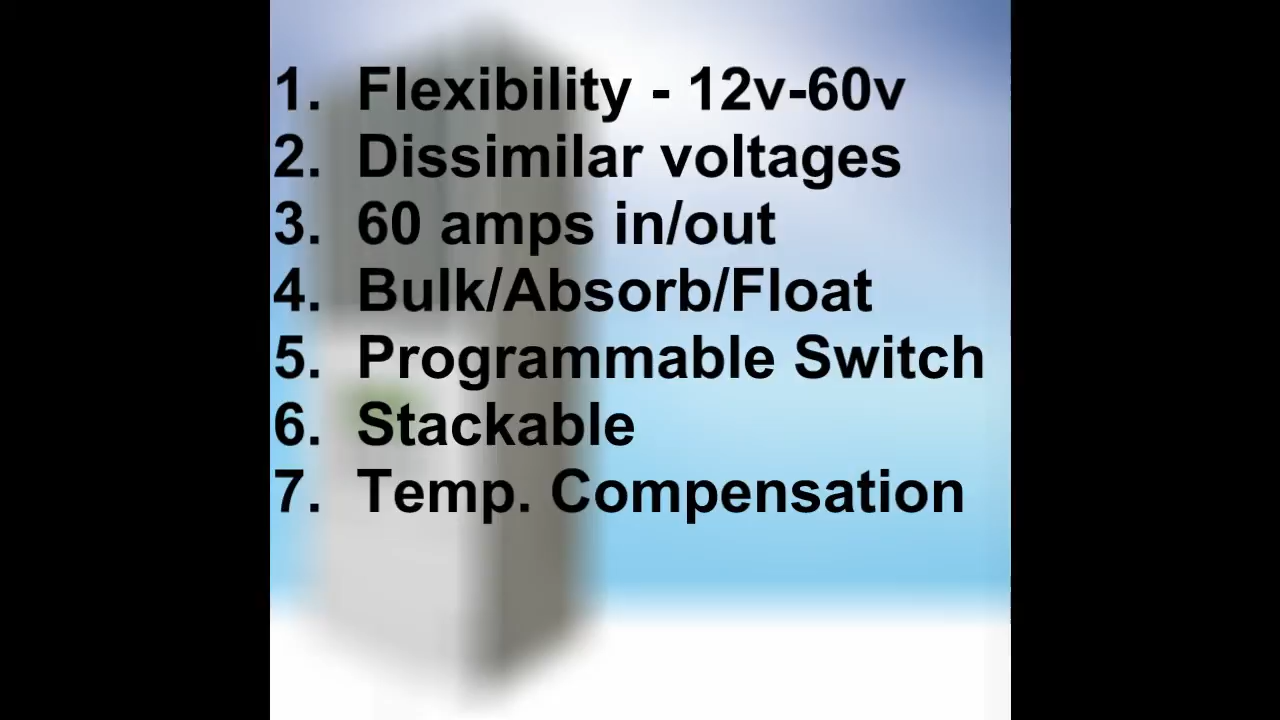 1. Flexibility - 12v-60v
2. Dissimilar voltages
3. 60 amps in/out
4. Bulk/Absorb/Float
5. Programmable Switch
6. Stackable
7. Temp. Compensation